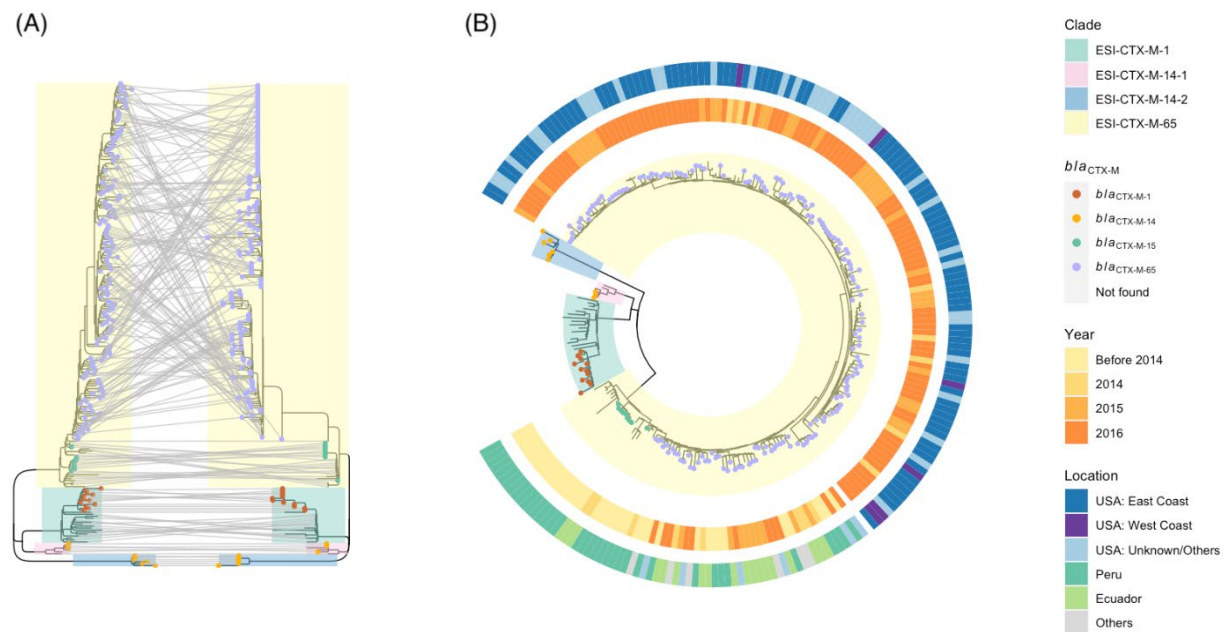 (A)
(B)
Clade
ESI-CTX-M-1
ESI-CTX-M-14-1
ESI-CTX-M-14-2
ESI-CTX-M-65
blaCTX-M
blaCTX-M-1
blaCTX-M-14
blaCTX-M-15
blaCTX-M-65
Not found
Year
Before 2014
2014
2015
2016
Location
USA: East Coast
USA: West Coast
USA: Unknown/Others
Peru
Ecuador
Others